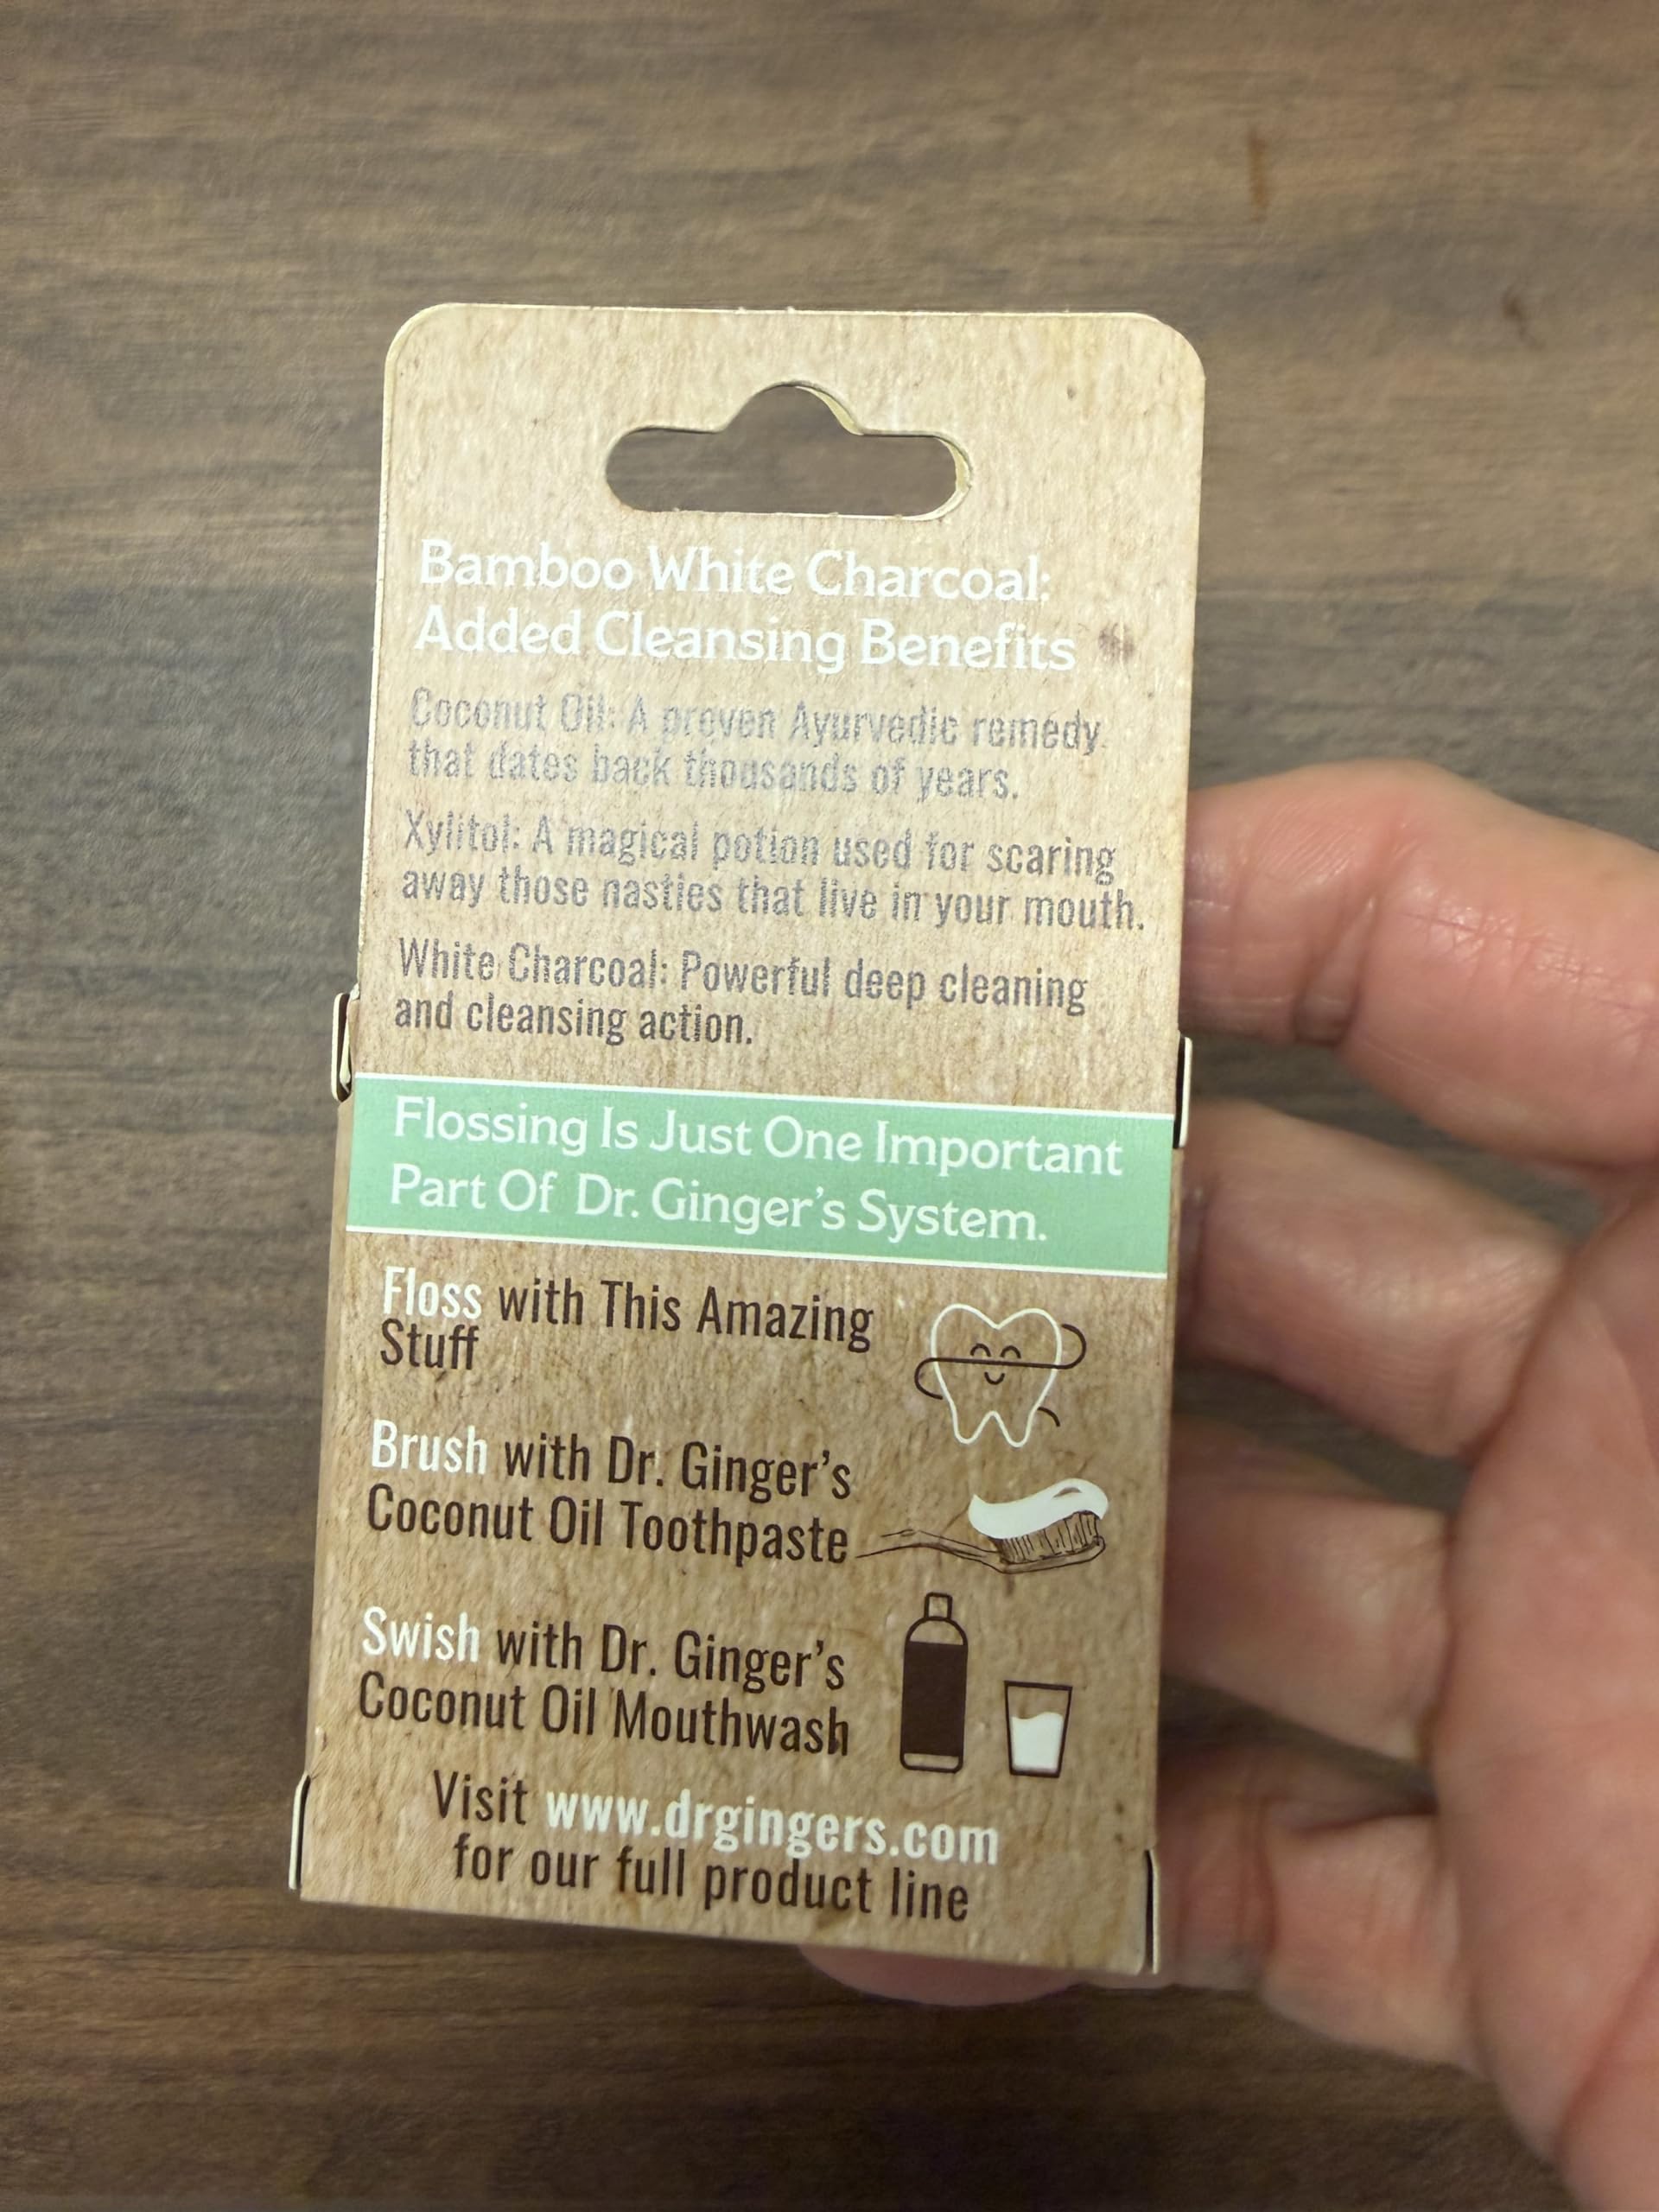 Bamboo White Charcoal:
Added Cleansing Benefits
Coconut Oil: A proven Ayurvedic remedy
that dates back thousands of years.
Xylitol: A magical potion used for scaring
away those nasties that live in your mouth.
White Charcoal: Powerful deep cleaning
and cleansing action.
Flossing Is Just One Important
Part Of Dr. Ginger's System.
Floss with This Amazing
Stuff
Brush with Dr. Ginger's
Coconut Oil Toothpaste
Swish with Dr. Ginger's
Coconut Oil Mouthwash
Visit www.drgingers.com
for our full product line